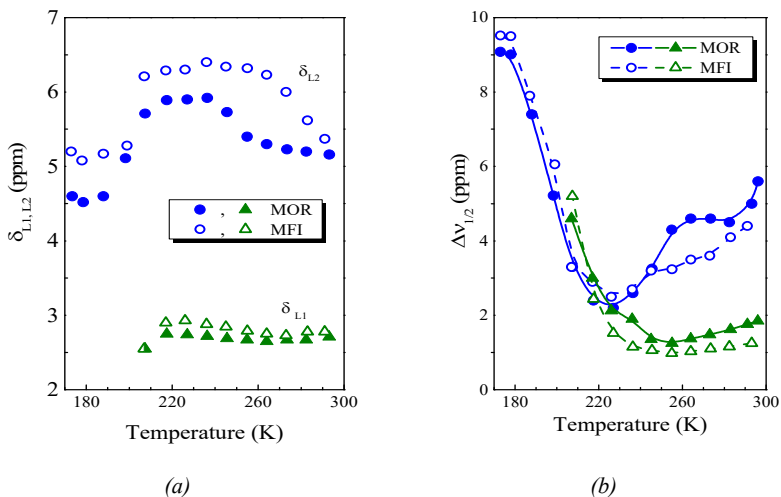 7
6
5
4
3
2
δL1,L2 (ppm)
δL2
, MOR
, MFI
δL1
180 220 260 300
Temperature (K)
(a)
10
8
6
4
2
0
Δν1/2 (ppm)
MOR
MFI
180 220 260 300
Temperature (K)
(b)